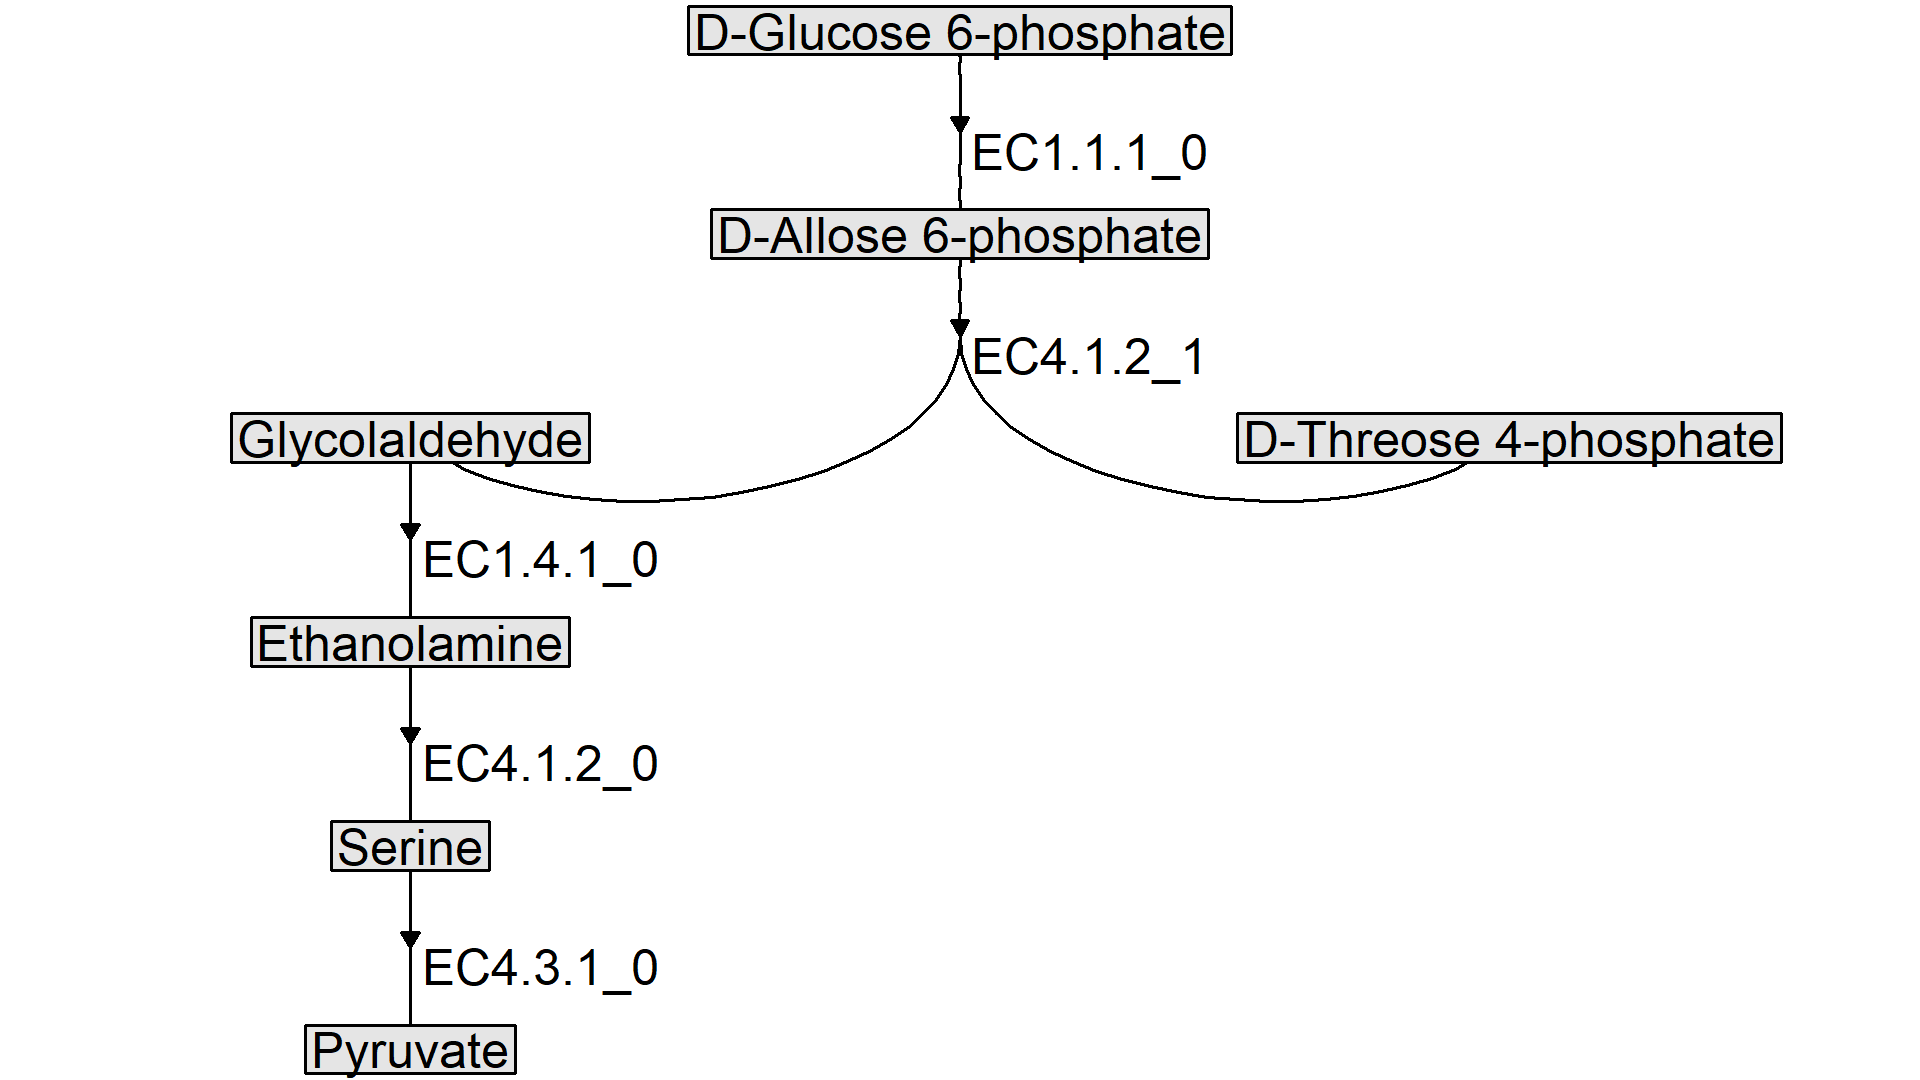 D-Glucose 6-phosphate
EC1.1.1_0
D-Allose 6-phosphate
EC4.1.2_1
Glycolaldehyde
D-Threose 4-phosphate
EC1.4.1_0
Ethanolamine
EC4.1.2_0
Serine
EC4.3.1_0
Pyruvate